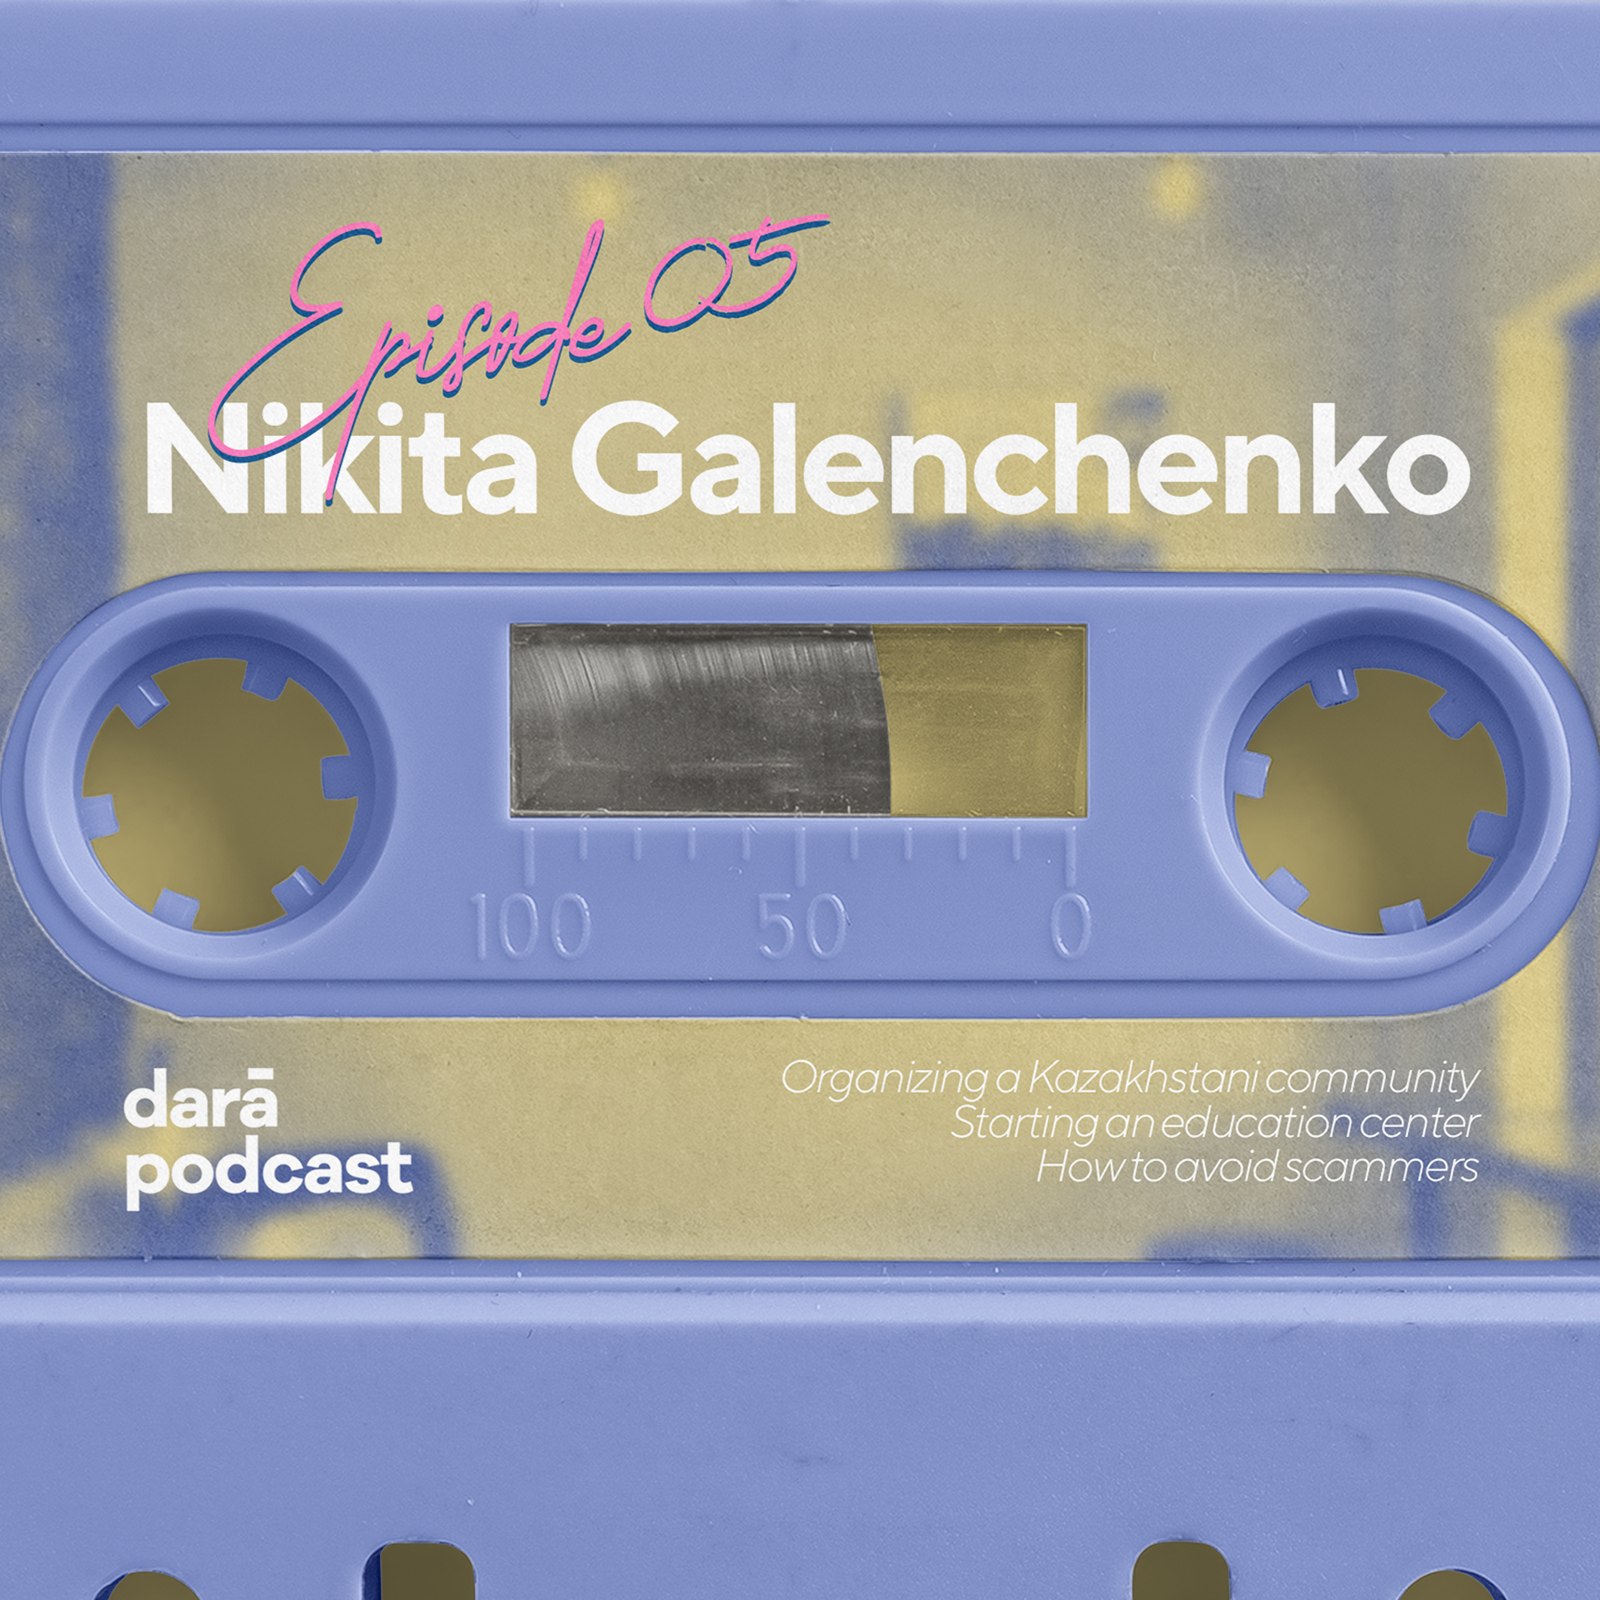 Episode 05
Nikita Galenchenko
100 50 0
darā
podcast
Organizing a Kazakhstani community
Starting an education center
How to avoid scammers